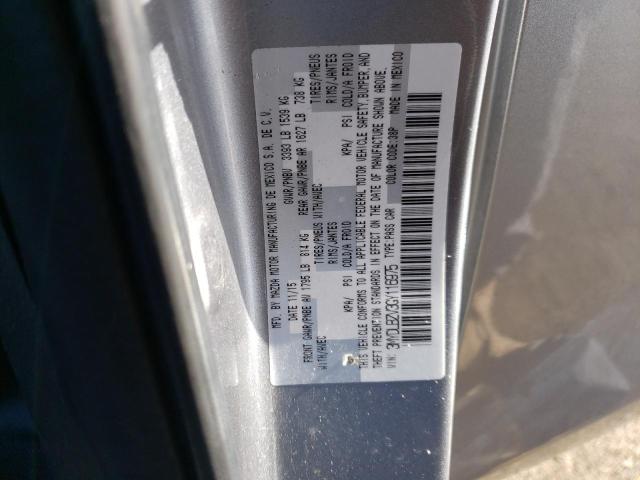 MFD. BY MAZDA MOTOR MANUFACTURING DE MEXICO S.A. DE C.V.
DATE: 11/15 GVWR/PNBV 3393 LB 1539 KG
FRONT GAWR/PNBE AV 1795 LB 814 KG REAR GAWR/PNBE AR 1627 LB 738 KG
WITH/AVEC TIRES/PNEUS WITH/AVEC TIRES/PNEUS
RIMS/JANTES RIMS/JANTES
KPA/ PSI COLD/A FROID KPA/ PSI COLD/A FROID
THIS VEHICLE CONFORMS TO ALL APPLICABLE FEDERAL MOTOR VEHICLE SAFETY, BUMPER, AND
THEFT PREVENTION STANDARDS IN EFFECT ON THE DATE OF MANUFACTURE SHOWN ABOVE.
VIN: TYPE: PASS CAR COLOR CODE: 38P MADE IN MEXICO